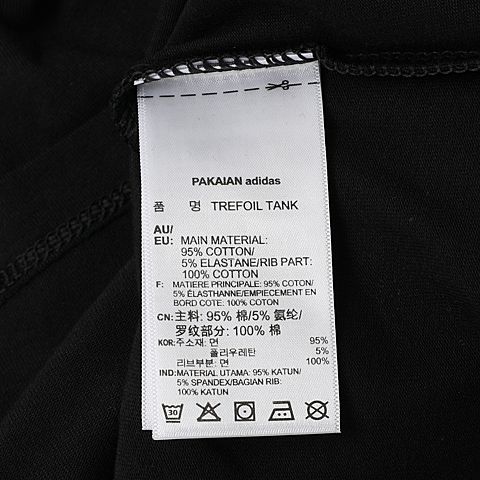 PAKAIAN adidas
品 명 TREFOIL TANK
AU/
EU: MAIN MATERIAL:
95% COTTON/
5% ELASTANE/RIB PART:
100% COTTON
F: MATIERE PRINCIPALE: 95% COTON/
5% ÉLASTHANNE/EMPIECEMENT EN
BORD COTE: 100% COTON
CN: 主料: 95% 棉/5% 氨纶/
罗纹部分: 100% 棉
KOR: 주소재: 면 95%
폴리우레탄 5%
리브부분: 면 100%
IND: MATERIAL UTAMA: 95% KATUN/
5% SPANDEX/BAGIAN RIB:
100% KATUN
30